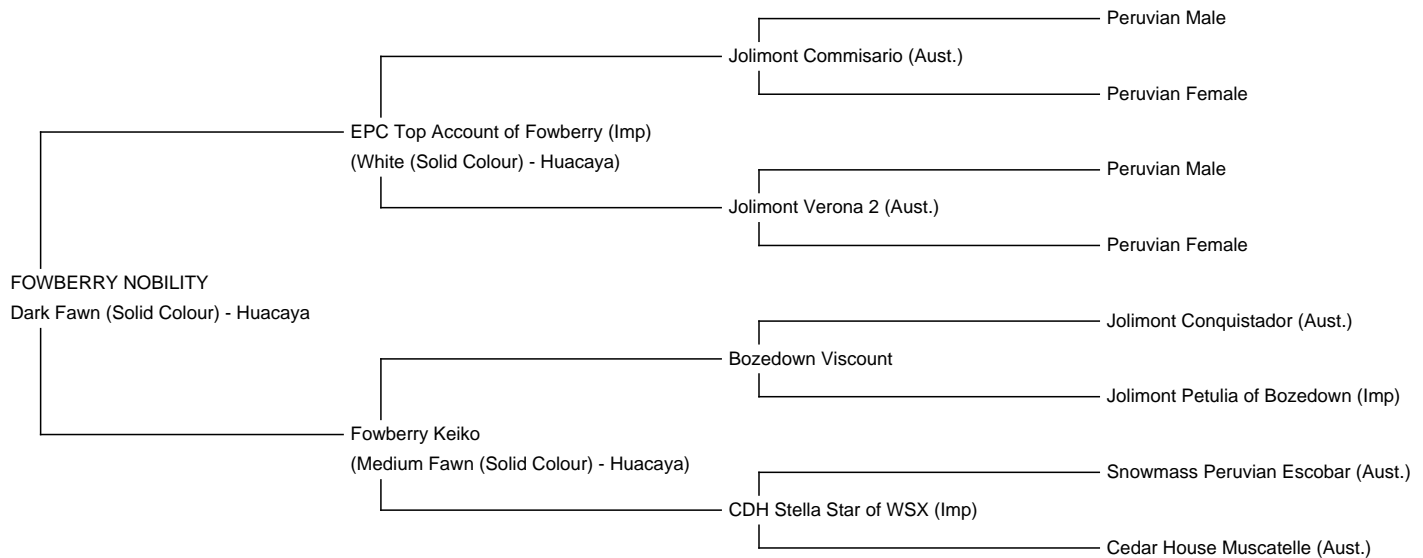 Peruvian Male
Jolimont Commisario (Aust.)
Peruvian Female
EPC Top Account of Fowberry (Imp)
(White (Solid Colour) - Huacaya)
Peruvian Male
Jolimont Verona 2 (Aust.)
Peruvian Female
FOWBERRY NOBILITY
Dark Fawn (Solid Colour) - Huacaya
Jolimont Conquistador (Aust.)
Bozedown Viscount
Jolimont Petulia of Bozedown (Imp)
Fowberry Keiko
(Medium Fawn (Solid Colour) - Huacaya)
Snowmass Peruvian Escobar (Aust.)
CDH Stella Star of WSX (Imp)
Cedar House Muscatelle (Aust.)